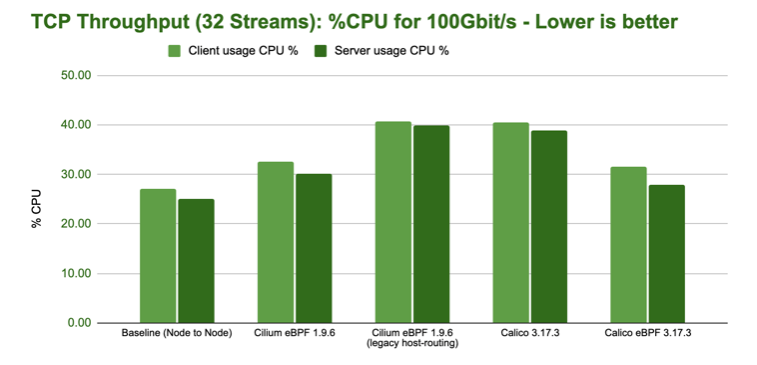 TCP Throughput (32 Streams): %CPU for 100Gbit/s - Lower is better
Client usage CPU % Server usage CPU %
50.00
40.00
30.00
20.00
10.00
0.00
% CPU
Baseline (Node to Node) Cilium eBPF 1.9.6 Cilium eBPF 1.9.6 Calico 3.17.3 Calico eBPF 3.17.3
(legacy host-routing)